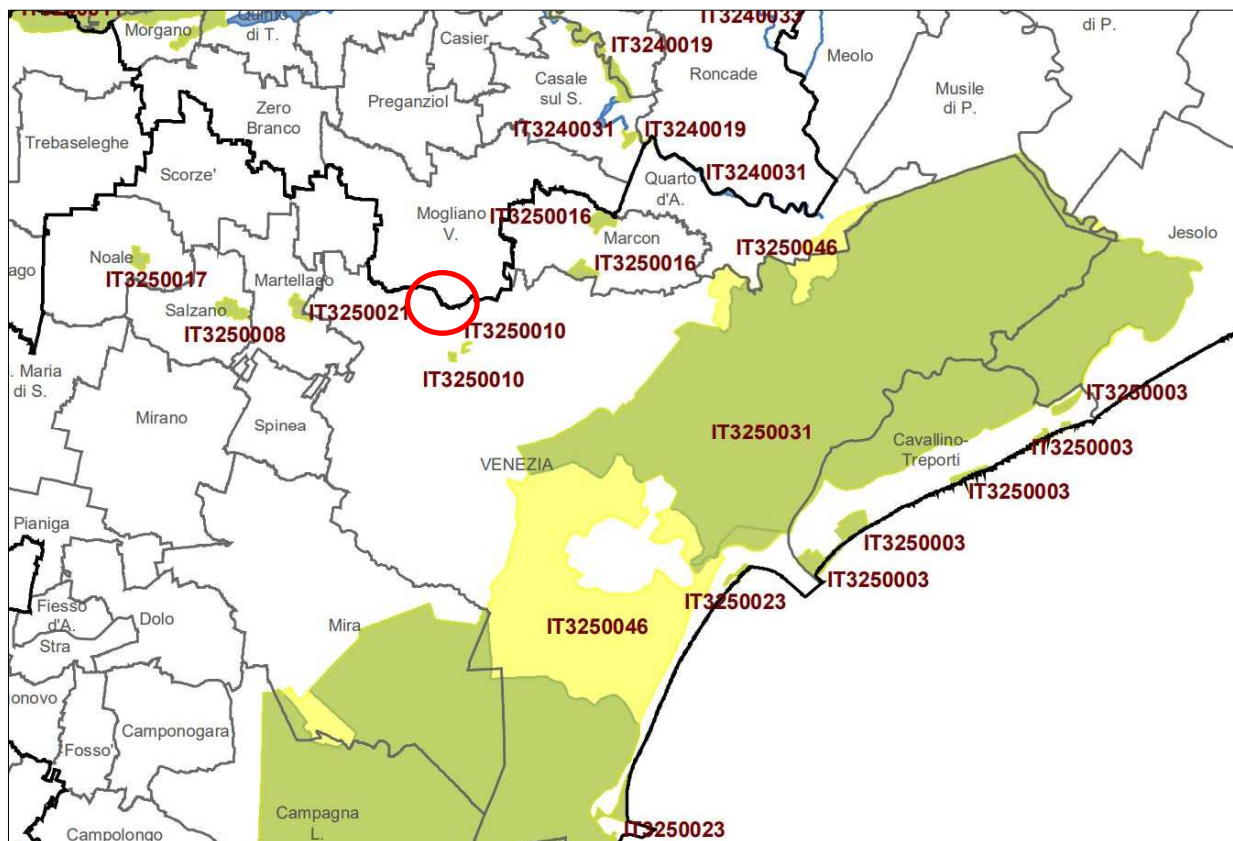 Morgano
Quinto
di T.
Casier
IT3240033
di P.
IT3240019
Roncade
Meolo
Casale
sul S.
Musile
di P.
Preganziol
Zero
Branco
Trebaseleghe
IT3240031
IT3240019
Scorze'
IT3240031
Quarto
d'A.
Mogliano
V.
IT3250016
Marcon
IT3250046
Jesolo
Noale
IT3250016
IT3250017
Martellago
ago
Salzano
IT3250021
IT3250008
IT3250010
. Maria
di S.
IT3250010
IT3250003
Mirano
Spinea
IT3250031
Cavallino-
Treporti
IT3250003
VENEZIA
IT3250003
Pianiga
IT3250003
IT3250003
Fiesso
d'A.
Dolo
IT3250023
Stra
Mira
IT3250046
onovo
Camponogara
Fosso'
Campagna
L.
Campolongo
IT3250023